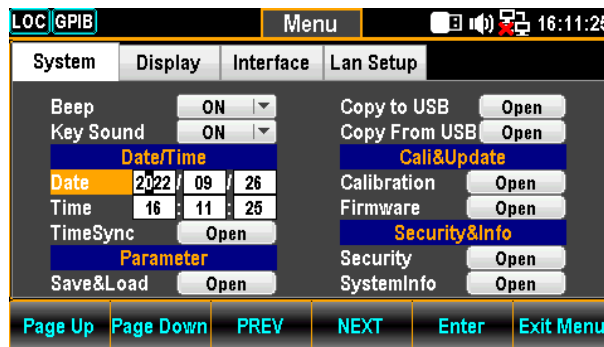 LOC GPIB Menu 16:11:25
System Display Interface Lan Setup
Beep ON Copy to USB Open
Key Sound ON Copy From USB Open
Date/Time Cali&Update
Date 2022 / 09 / 26 Calibration Open
Time 16 : 11 : 25 Firmware Open
TimeSync Open Security&Info
Parameter Security Open
Save&Load Open SystemInfo Open
Page Up Page Down PREV NEXT Enter Exit Menu